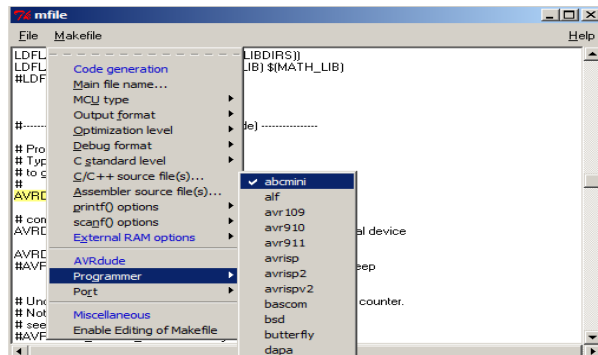 mfile
File Makefile Help
LDFL LIBDIRS))
LDFL LIB) $(MATH_LIB)
#LDF
#------ de) ---------------
# Pro
# Typ
# to g
#
AVRD
# com
AVRD al device
AVRD
#AVF eep
# Unc counter.
# Not
# see
#AVF
Code generation
Main file name...
MCU type
Output format
Optimization level
Debug format
C standard level
C/C++ source file(s)...
Assembler source file(s)...
printf() options
scanf() options
External RAM options
AVRdude
Programmer
Port
Miscellaneous
Enable Editing of Makefile
abcmini
alf
avr109
avr910
avr911
avrisp
avrisp2
avrispv2
bascom
bsd
butterfly
dapa